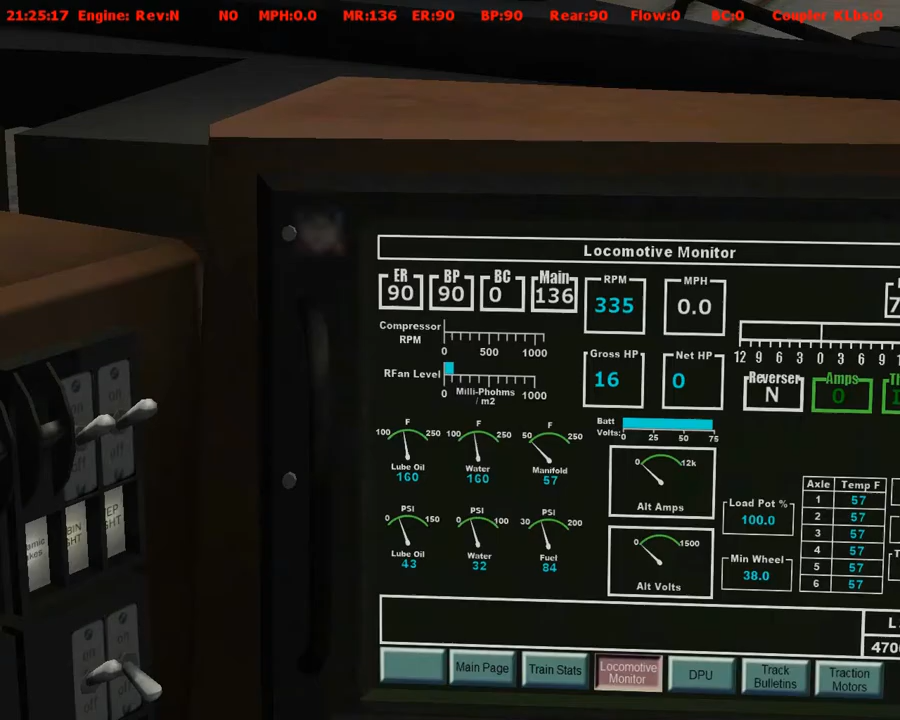 21:25:17 Engine: Rev:N N0 MPH:0.0 MR:136 ER:90 BP:90 Rear:90 Flow:0 BC:0 Coupler KLbs:0
Locomotive Monitor
ER BP BC Main RPM MPH
90 90 0 136 335 0.0
Compressor
RPM
0 500 1000
12 9 6 3 0 3 6 9
RFan Level
0 Milli-Phohms 1000
/ m2
Gross HP Net HP
16 0
Reverser Amps
N 0
Batt
Volts:
0 25 50 75
F F F
100 250 100 250 50 250
Lube Oil Water Manifold
160 160 57
0 12k
Alt Amps
PSI PSI PSI
0 150 0 100 30 200
Lube Oil Water Fuel
43 32 84
0 1500
Alt Volts
Load Pot %
100.0
Min Wheel
38.0
Axle Temp F
1 57
2 57
3 57
4 57
5 57
6 57
Main Page
Train Stats
Locomotive
Monitor
DPU
Track
Bulletins
Traction
Motors
on
off